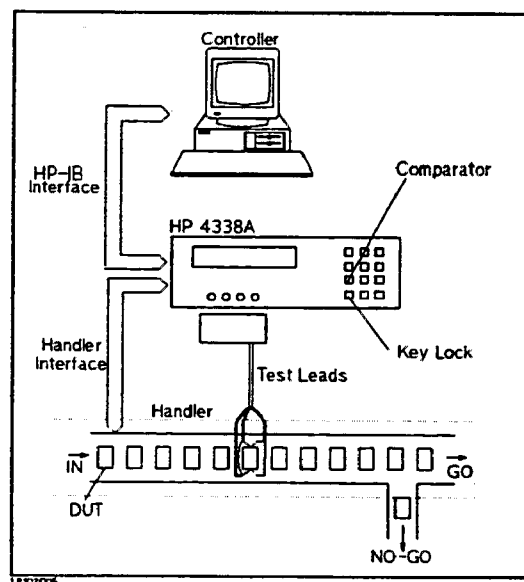 Controller
HP-IB
Interface
Comparator
HP 4338A
Key Lock
Handler
Interface
Test Leads
Handler
IN
GO
DUT
NO-GO